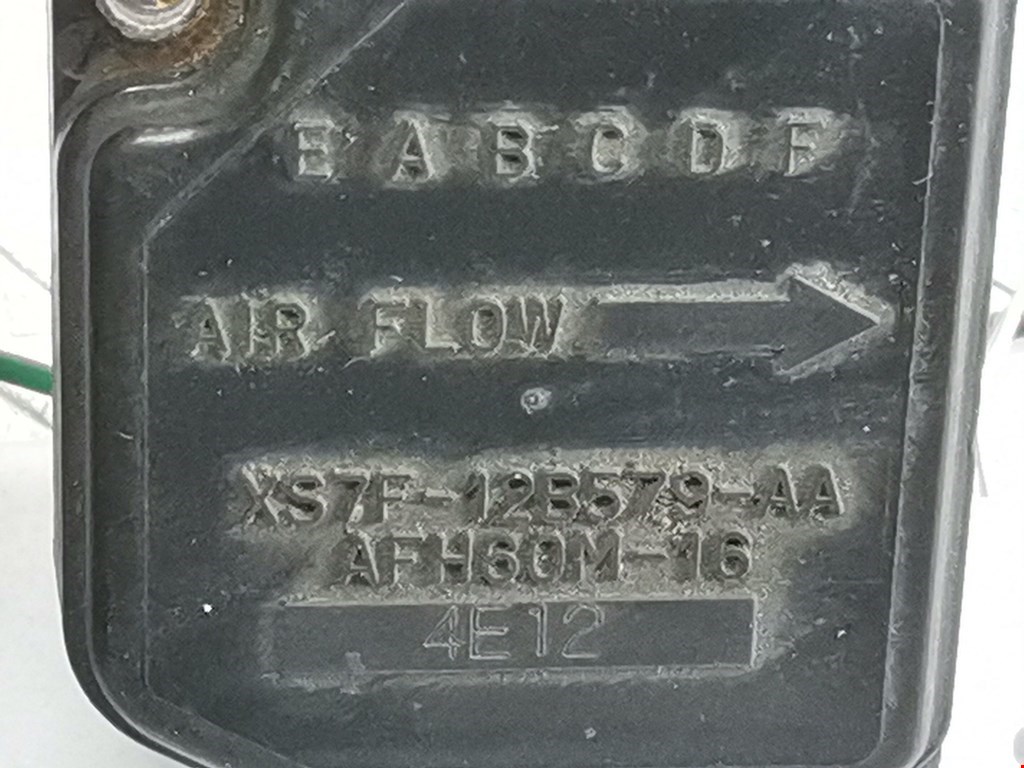 E A B C D F
AIR FLOW
XS7F-12B579-AA
AFH60M-16
4E12